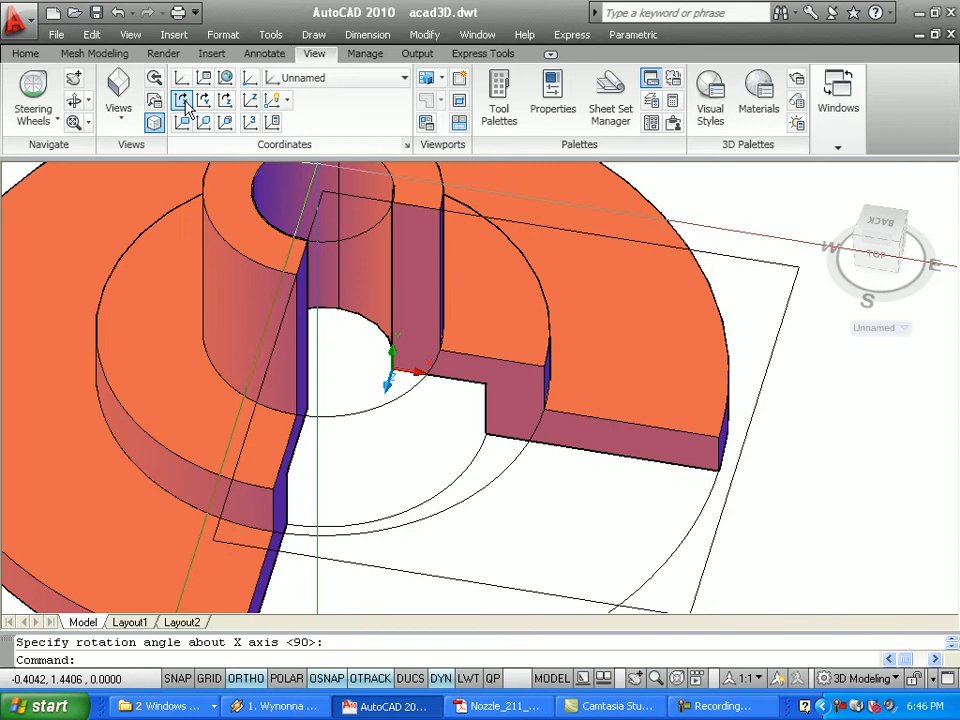 AutoCAD 2010 acad3D.dwt
Type a keyword or phrase
File Edit View Insert Format Tools Draw Dimension Modify Window Help Express Parametric
Home Mesh Modeling Render Insert Annotate View Manage Output Express Tools
Unnamed
Steering Wheels
Views
Tool Palettes
Properties
Sheet Set Manager
Visual Styles
Materials
Windows
Navigate Views Coordinates Viewports Palettes 3D Palettes
BACK
TOP
W
E
S
Unnamed
X
Z
Model Layout1 Layout2
Specify rotation angle about X axis <90>:
Command:
-0.4042, 1.4406, 0.0000 SNAP GRID ORTHO POLAR OSNAP OTRACK DUCS DYN LWT QP MODEL 1:1 3D Modeling
start 2 Windows ... 1. Wynonna ... AutoCAD 20... Nozzle_211_... Camtasia Stu... Recording... 6:46 PM